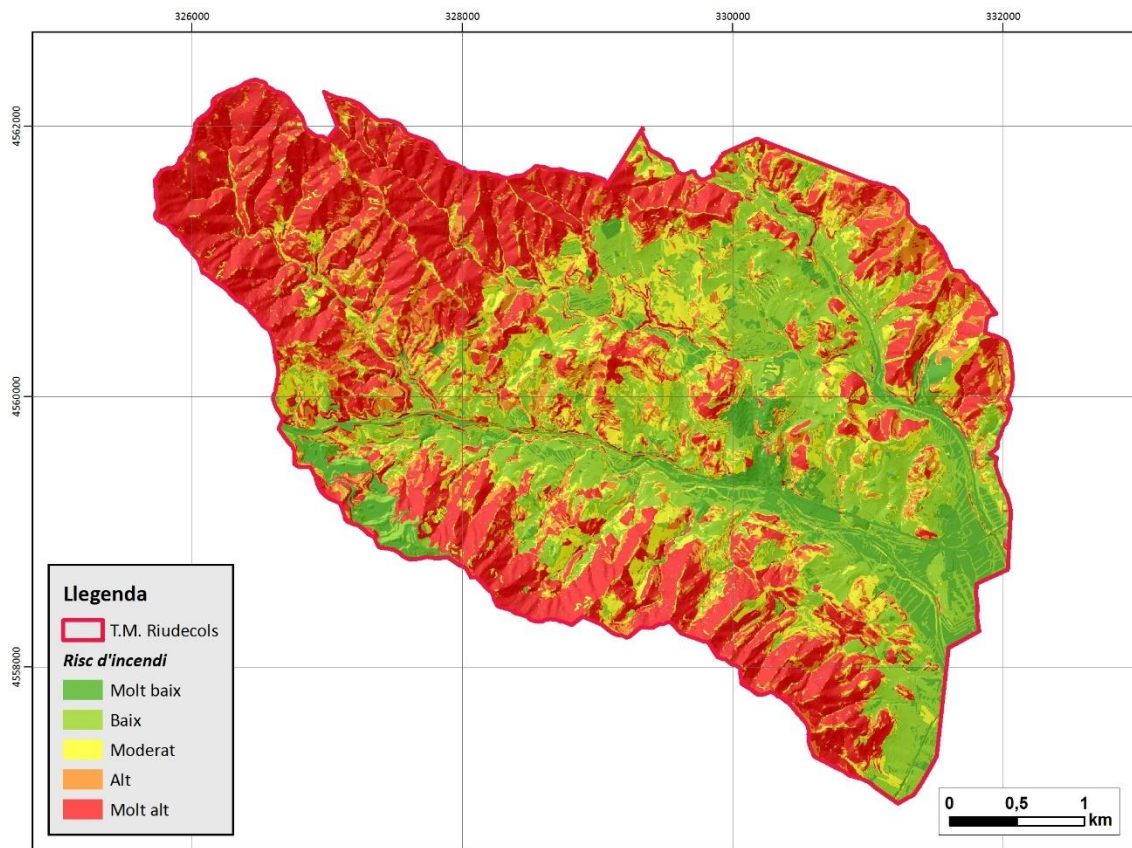 326000
328000
330000
332000
4562000
4560000
4558000
Llegenda
T.M. Riudecols
Risc d'incendi
Molt baix
Baix
Moderat
Alt
Molt alt
0 0,5 1
km